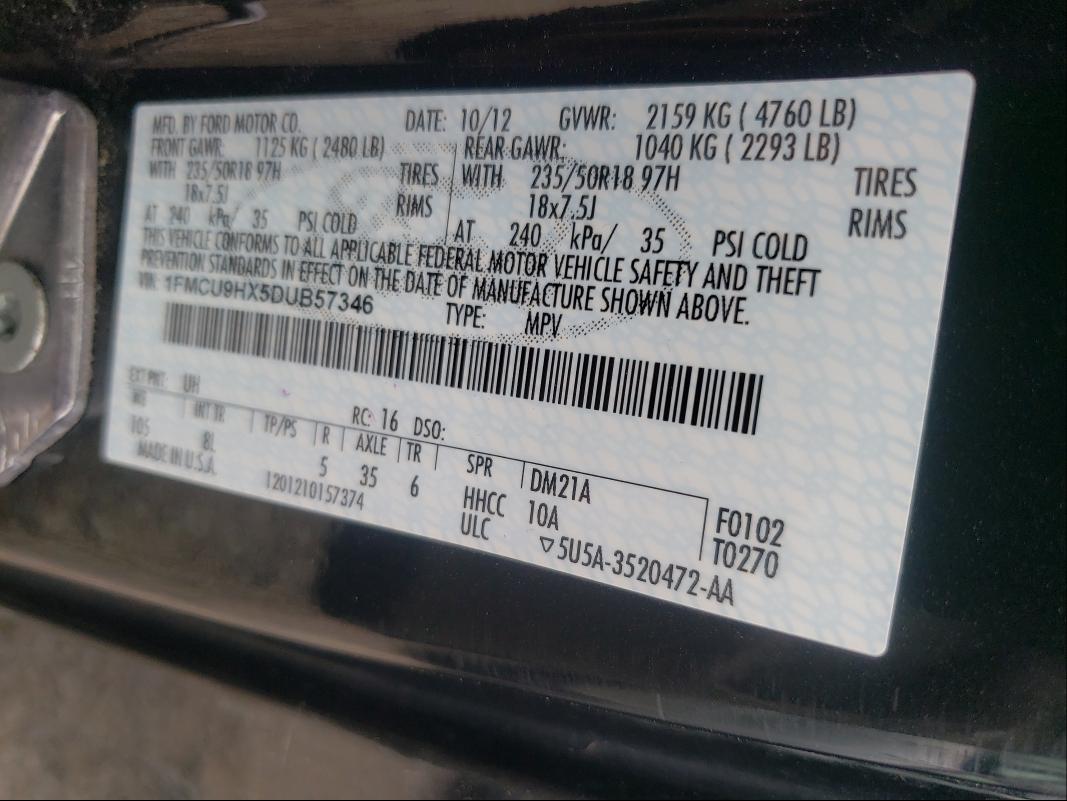 MFD. BY FORD MOTOR CO. DATE: 10/12 GVWR: 2159 KG ( 4760 LB)
FRONT GAWR: 1125 KG ( 2480 LB) REAR GAWR: 1040 KG ( 2293 LB)
WITH 235/50R18 97H TIRES WITH 235/50R18 97H TIRES
18x7.5J RIMS 18x7.5J RIMS
AT 240 kPa/ 35 PSI COLD AT 240 kPa/ 35 PSI COLD
THIS VEHICLE CONFORMS TO ALL APPLICABLE FEDERAL MOTOR VEHICLE SAFETY AND THEFT
PREVENTION STANDARDS IN EFFECT ON THE DATE OF MANUFACTURE SHOWN ABOVE.
VIN: 1FMCU9HX5DUB57346 TYPE: MPV
EXT PNT: UH RC: 16 DSO:
WB INT TR TP/PS R AXLE TR SPR DM21A
105 8L 5 35 6 HHCC 10A F0102
MADE IN U.S.A. 1201210157374 ULC ▽5U5A-3520472-AA T0270